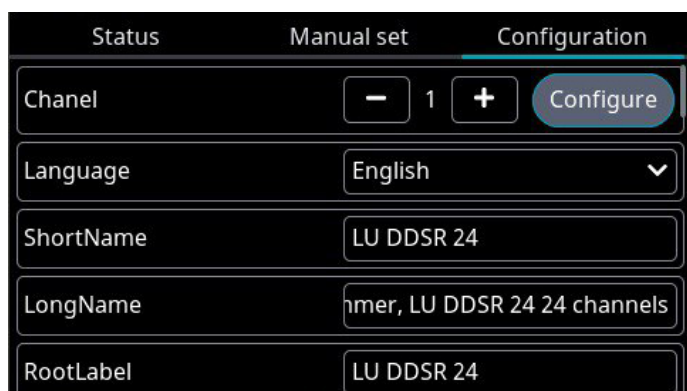 Status Manual set Configuration
Chanel − 1 + Configure
Language English
ShortName LU DDSR 24
LongName LU DDSR 24 24 channels
RootLabel LU DDSR 24